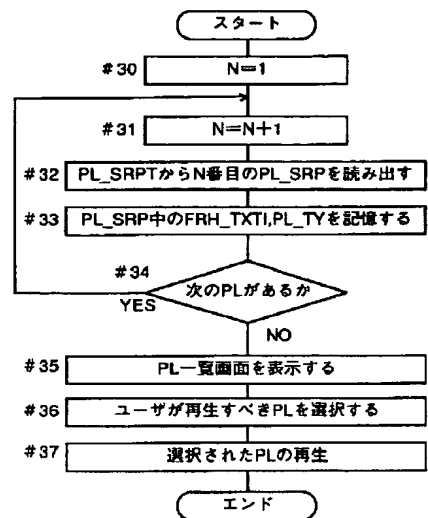 スタート
#30 N=1
#31 N=N+1
#32 PL_SRPTからN番目のPL_SRPを読み出す
#33 PL_SRP中のFRH_TXTI,PL_TYを記憶する
#34
次のPLがあるか
YES
NO
#35 PL一覧画面を表示する
#36 ユーザが再生すべきPLを選択する
#37 選択されたPLの再生
エンド